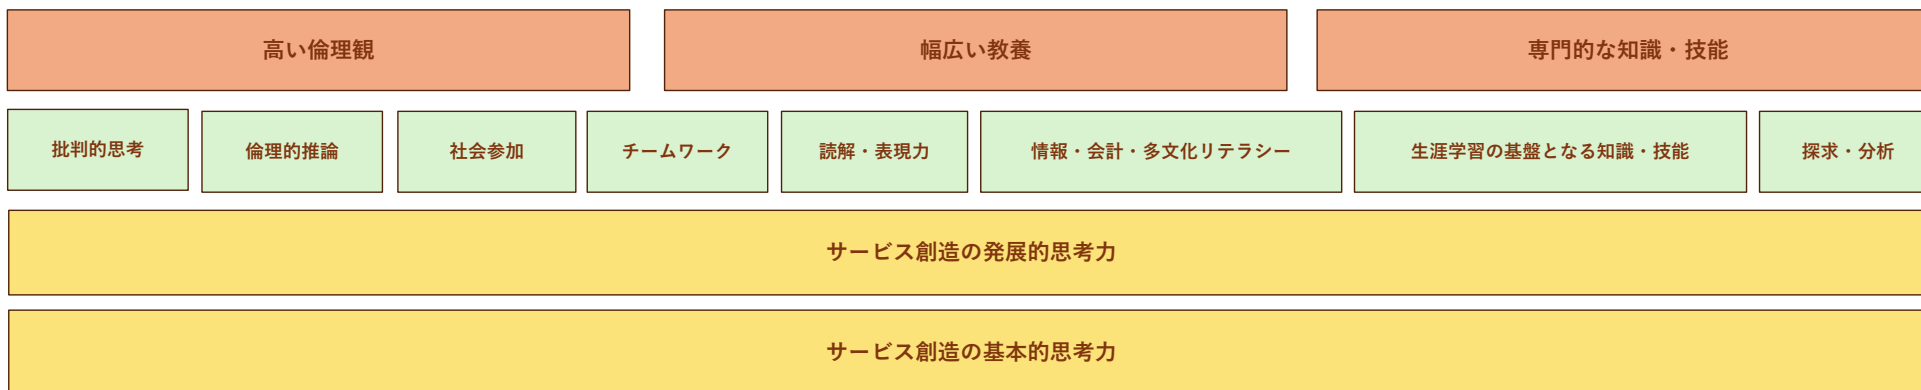 高い倫理観
幅広い教養
専門的な知識・技能
批判的思考
倫理的推論
社会参加
チームワーク
読解・表現力
情報・会計・多文化リテラシー
生涯学習の基盤となる知識・技能
探求・分析
サービス創造の発展的思考力
サービス創造の基本的思考力